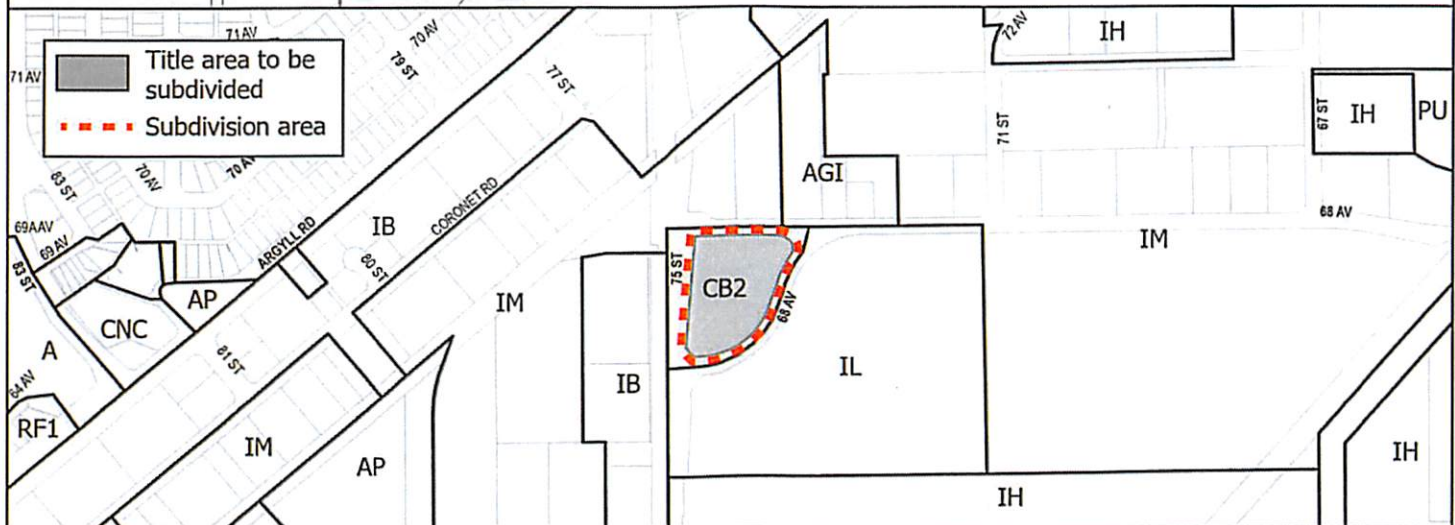 71 AV
70 AV
79 ST
71 AV
Title area to be
subdivided
Subdivision area
77 ST
72 AV
IH
67 ST
IH
PU
71 ST
70 AV
70 AV
83 ST
AGI
68 AV
69A AV
69 AV
ARGYLL RD
IB
CORONET RD
80 ST
IM
75 ST
CB2
68 AV
83 ST
AP
CNC
IM
A
81 ST
IL
64 AV
IB
RF1
IM
AP
IH
IH